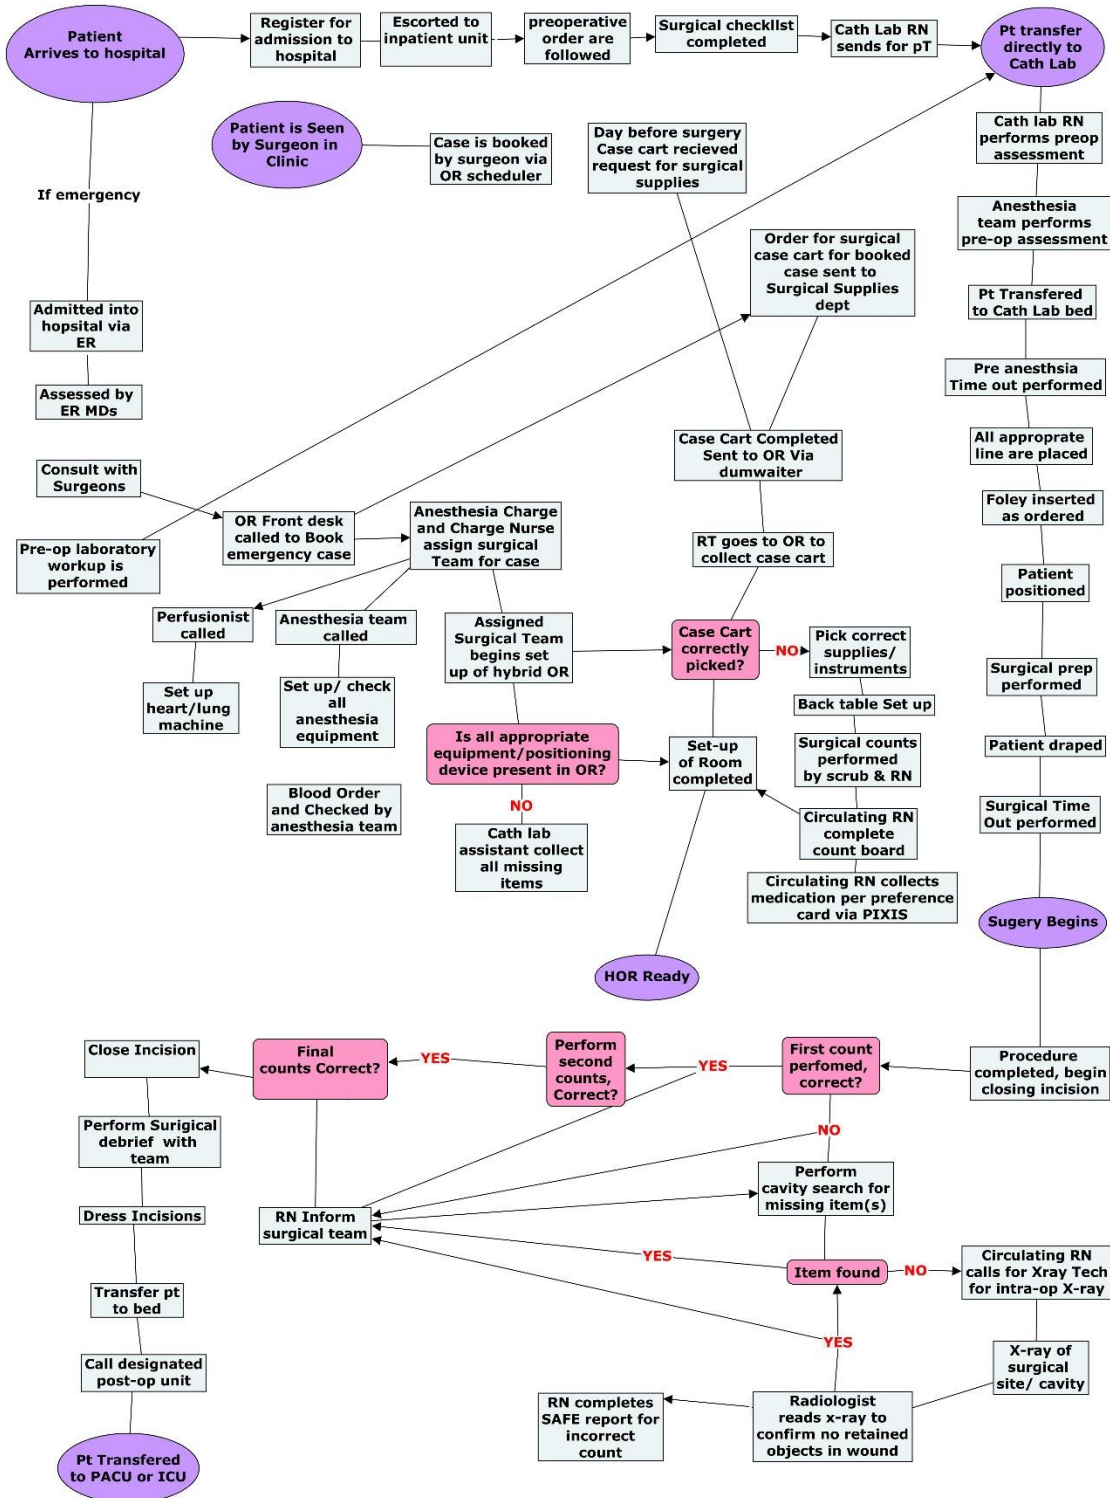 Patient
Arrives to hospital
Register for
admission to
hospital
Escorted to
inpatient unit
preoperative
order are
followed
Surgical checklist
completed
Cath Lab RN
sends for pT
Pt transfer
directly to
Cath Lab
Patient is Seen
by Surgeon in
Clinic
Case is booked
by surgeon via
OR scheduler
Day before surgery
Case cart recieved
request for surgical
supplies
Cath lab RN
performs preop
assessment
If emergency
Anesthesia
team performs
pre-op assessment
Order for surgical
case cart for booked
case sent to
Surgical Supplies
dept
Admitted into
hopsital via
ER
Pt Transfered
to Cath Lab bed
Assessed by
ER MDs
Pre anesthsia
Time out performed
Case Cart Completed
Sent to OR Via
dumwaiter
All approprate
line are placed
Consult with
Surgeons
OR Front desk
called to Book
emergency case
Anesthesia Charge
and Charge Nurse
assign surgical
Team for case
Foley inserted
as ordered
Pre-op laboratory
workup is
performed
RT goes to OR to
collect case cart
Patient
positioned
Perfusionist
called
Anesthesia team
called
Assigned
Surgical Team
begins set
up of hybrid OR
Case Cart
correctly
picked?
NO
Pick correct
supplies/
instruments
Surgical prep
performed
Set up
heart/lung
machine
Set up/ check
all
anesthesia
equipment
Back table Set up
Is all appropriate
equipment/positioning
device present in OR?
Set-up
of Room
completed
Surgical counts
performed
by scrub & RN
Patient draped
Blood Order
and Checked by
anesthesia team
NO
Cath lab
assistant collect
all missing
items
Circulating RN
complete
count board
Surgical Time
Out performed
Circulating RN collects
medication per preference
card via PIXIS
Sugery Begins
HOR Ready
Close Incision
Final
counts Correct?
YES
Perform
second
counts,
Correct?
YES
First count
perfomed,
correct?
Procedure
completed, begin
closing incision
Perform Surigical
debrief with
team
NO
Perform
cavity search for
missing item(s)
Dress Incisions
RN Inform
surgical team
YES
Item found
NO
Circulating RN
calls for Xray Tech
for intra-op X-ray
Transfer pt
to bed
YES
X-ray of
surgical
site/ cavity
Call designated
post-op unit
RN completes
SAFE report for
incorrect
count
Radiologist
reads x-ray to
confirm no retained
objects in wound
Pt Transfered
to PACU or ICU